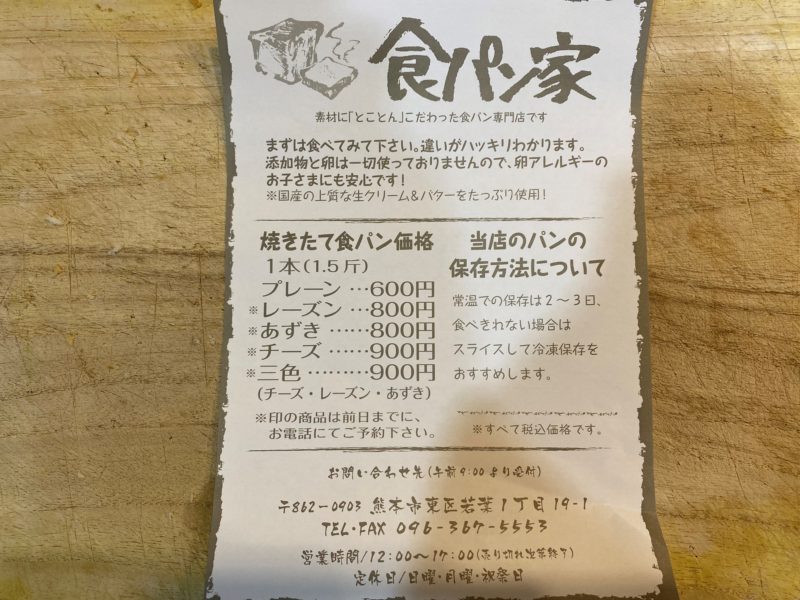 食パン家
素材に「とことん」こだわった食パン専門店です
まずは食べてみて下さい。違いがハッキリわかります。
添加物と卵は一切使っておりませんので、卵アレルギーの
お子さまにも安心です!
※国産の上質な生クリーム&バターをたっぷり使用!
焼きたて食パン価格
1本(1.5斤)
プレーン…600円
※レーズン…800円
※あずき……800円
※チーズ……900円
※三色………900円
(チーズ・レーズン・あずき)
※印の商品は前日までに、
お電話にてご予約下さい。
当店のパンの
保存方法について
常温での保存は2~3日、
食べきれない場合は
スライスして冷凍保存を
おすすめします。
※すべて税込価格です。
お問い合わせ先(午前9:00より受付)
〒862-0903 熊本市東区若葉1丁目19-1
TEL・FAX 096-367-5553
営業時間/12:00~17:00(売り切れ次第終了)
定休日/日曜・月曜・祝祭日